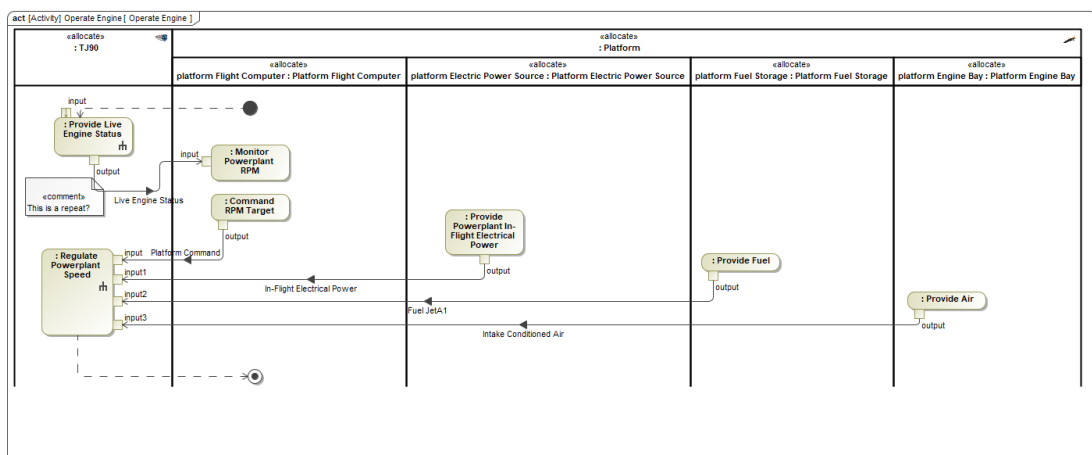 act [Activity] Operate Engine [ Operate Engine ]
«allocate»
: TJ90
«allocate»
: Platform
«allocate»
platform Flight Computer : Platform Flight Computer
«allocate»
platform Electric Power Source : Platform Electric Power Source
«allocate»
platform Fuel Storage : Platform Fuel Storage
«allocate»
platform Engine Bay : Platform Engine Bay
input
: Provide Live
Engine Status
output
input
: Monitor
Powerplant
RPM
«comment»
This is a repeat?
Live Engine Status
: Command
RPM Target
output
: Provide
Powerplant In-
Flight Electrical
Power
output
: Regulate
Powerplant
Speed
input
Platform Command
input1
In-Flight Electrical Power
: Provide Fuel
output
input2
Fuel JetA1
: Provide Air
output
input3
Intake Conditioned Air